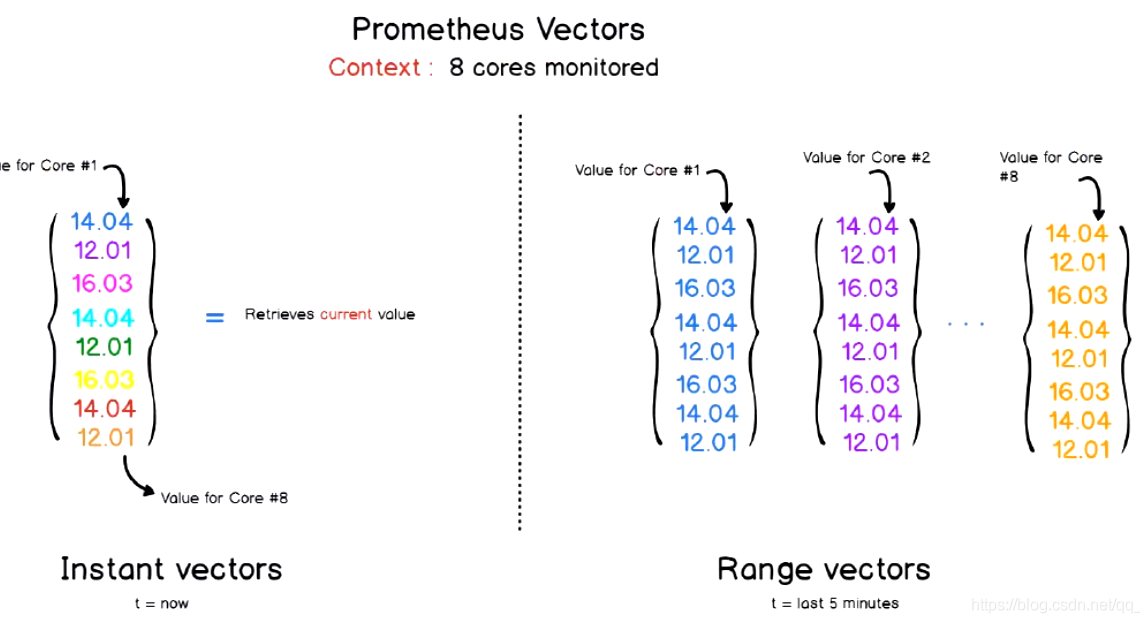 Prometheus Vectors
Context : 8 cores monitored
for Core #1
14.04
12.01
16.03
14.04
12.01
16.03
14.04
12.01
= Retrieves current value
Value for Core #8
Instant vectors
t = now
Value for Core #1
14.04
12.01
16.03
14.04
12.01
16.03
14.04
12.01
Value for Core #2
14.04
12.01
16.03
14.04
12.01
16.03
14.04
12.01
. . .
Value for Core
#8
14.04
12.01
16.03
14.04
12.01
16.03
14.04
12.01
Range vectors
t = last 5 minutes
https://blog.csdn.net/qq_